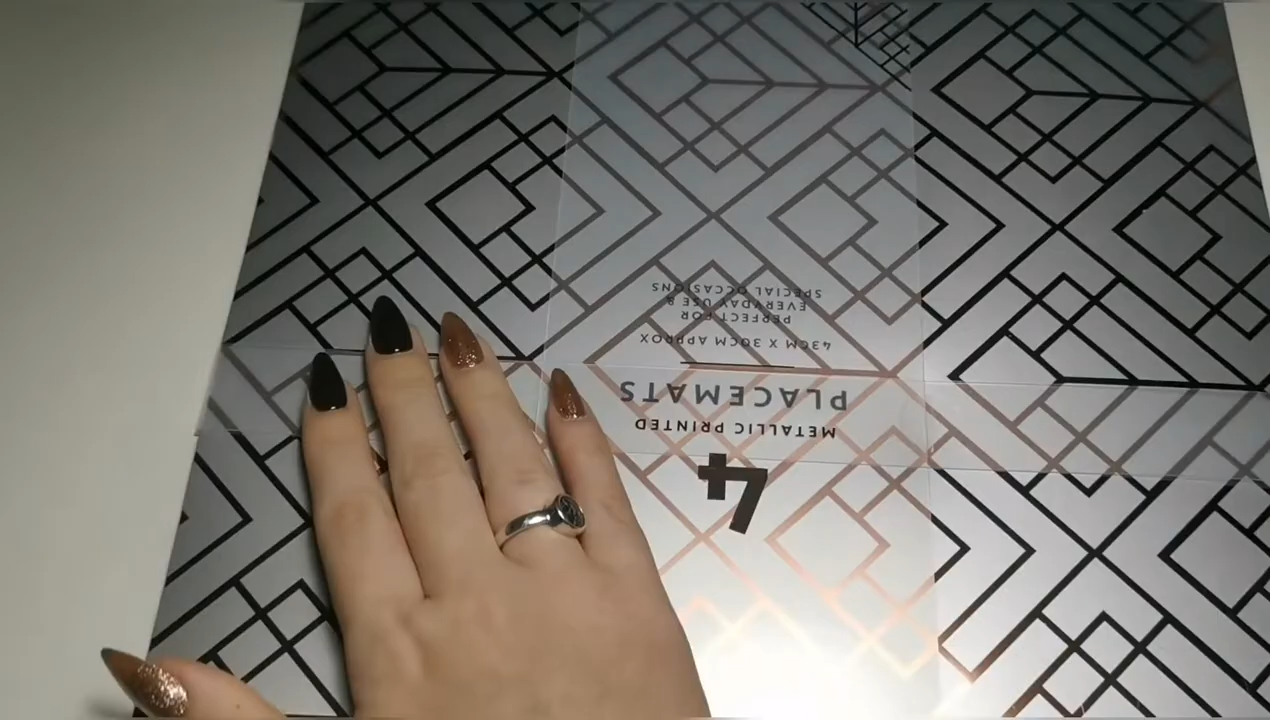 4
METALLIC PRINTED
PLACEMATS
43CM X 30CM APPROX
PERFECT FOR
EVERYDAY USE &
SPECIAL OCCASIONS